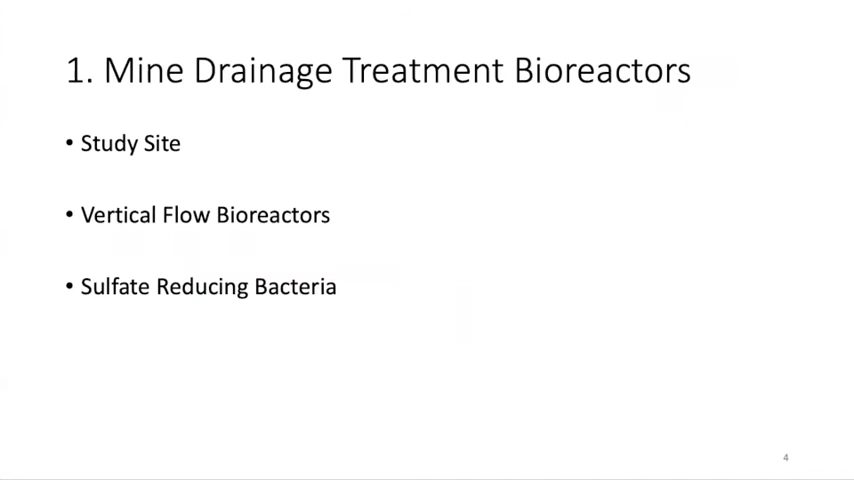 1. Mine Drainage Treatment Bioreactors
• Study Site
• Vertical Flow Bioreactors
• Sulfate Reducing Bacteria
4